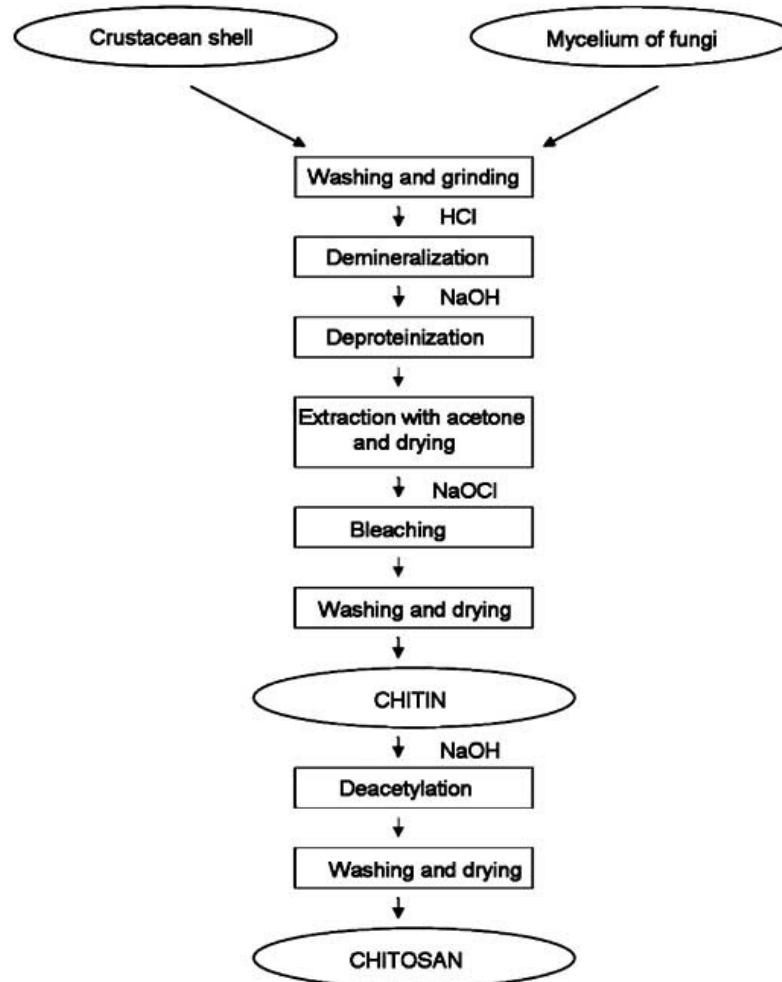 Crustacean shell
Mycelium of fungi
Washing and grinding
HCl
Demineralization
NaOH
Deproteinization
Extraction with acetone
and drying
NaOCl
Bleaching
Washing and drying
CHITIN
NaOH
Deacetylation
Washing and drying
CHITOSAN